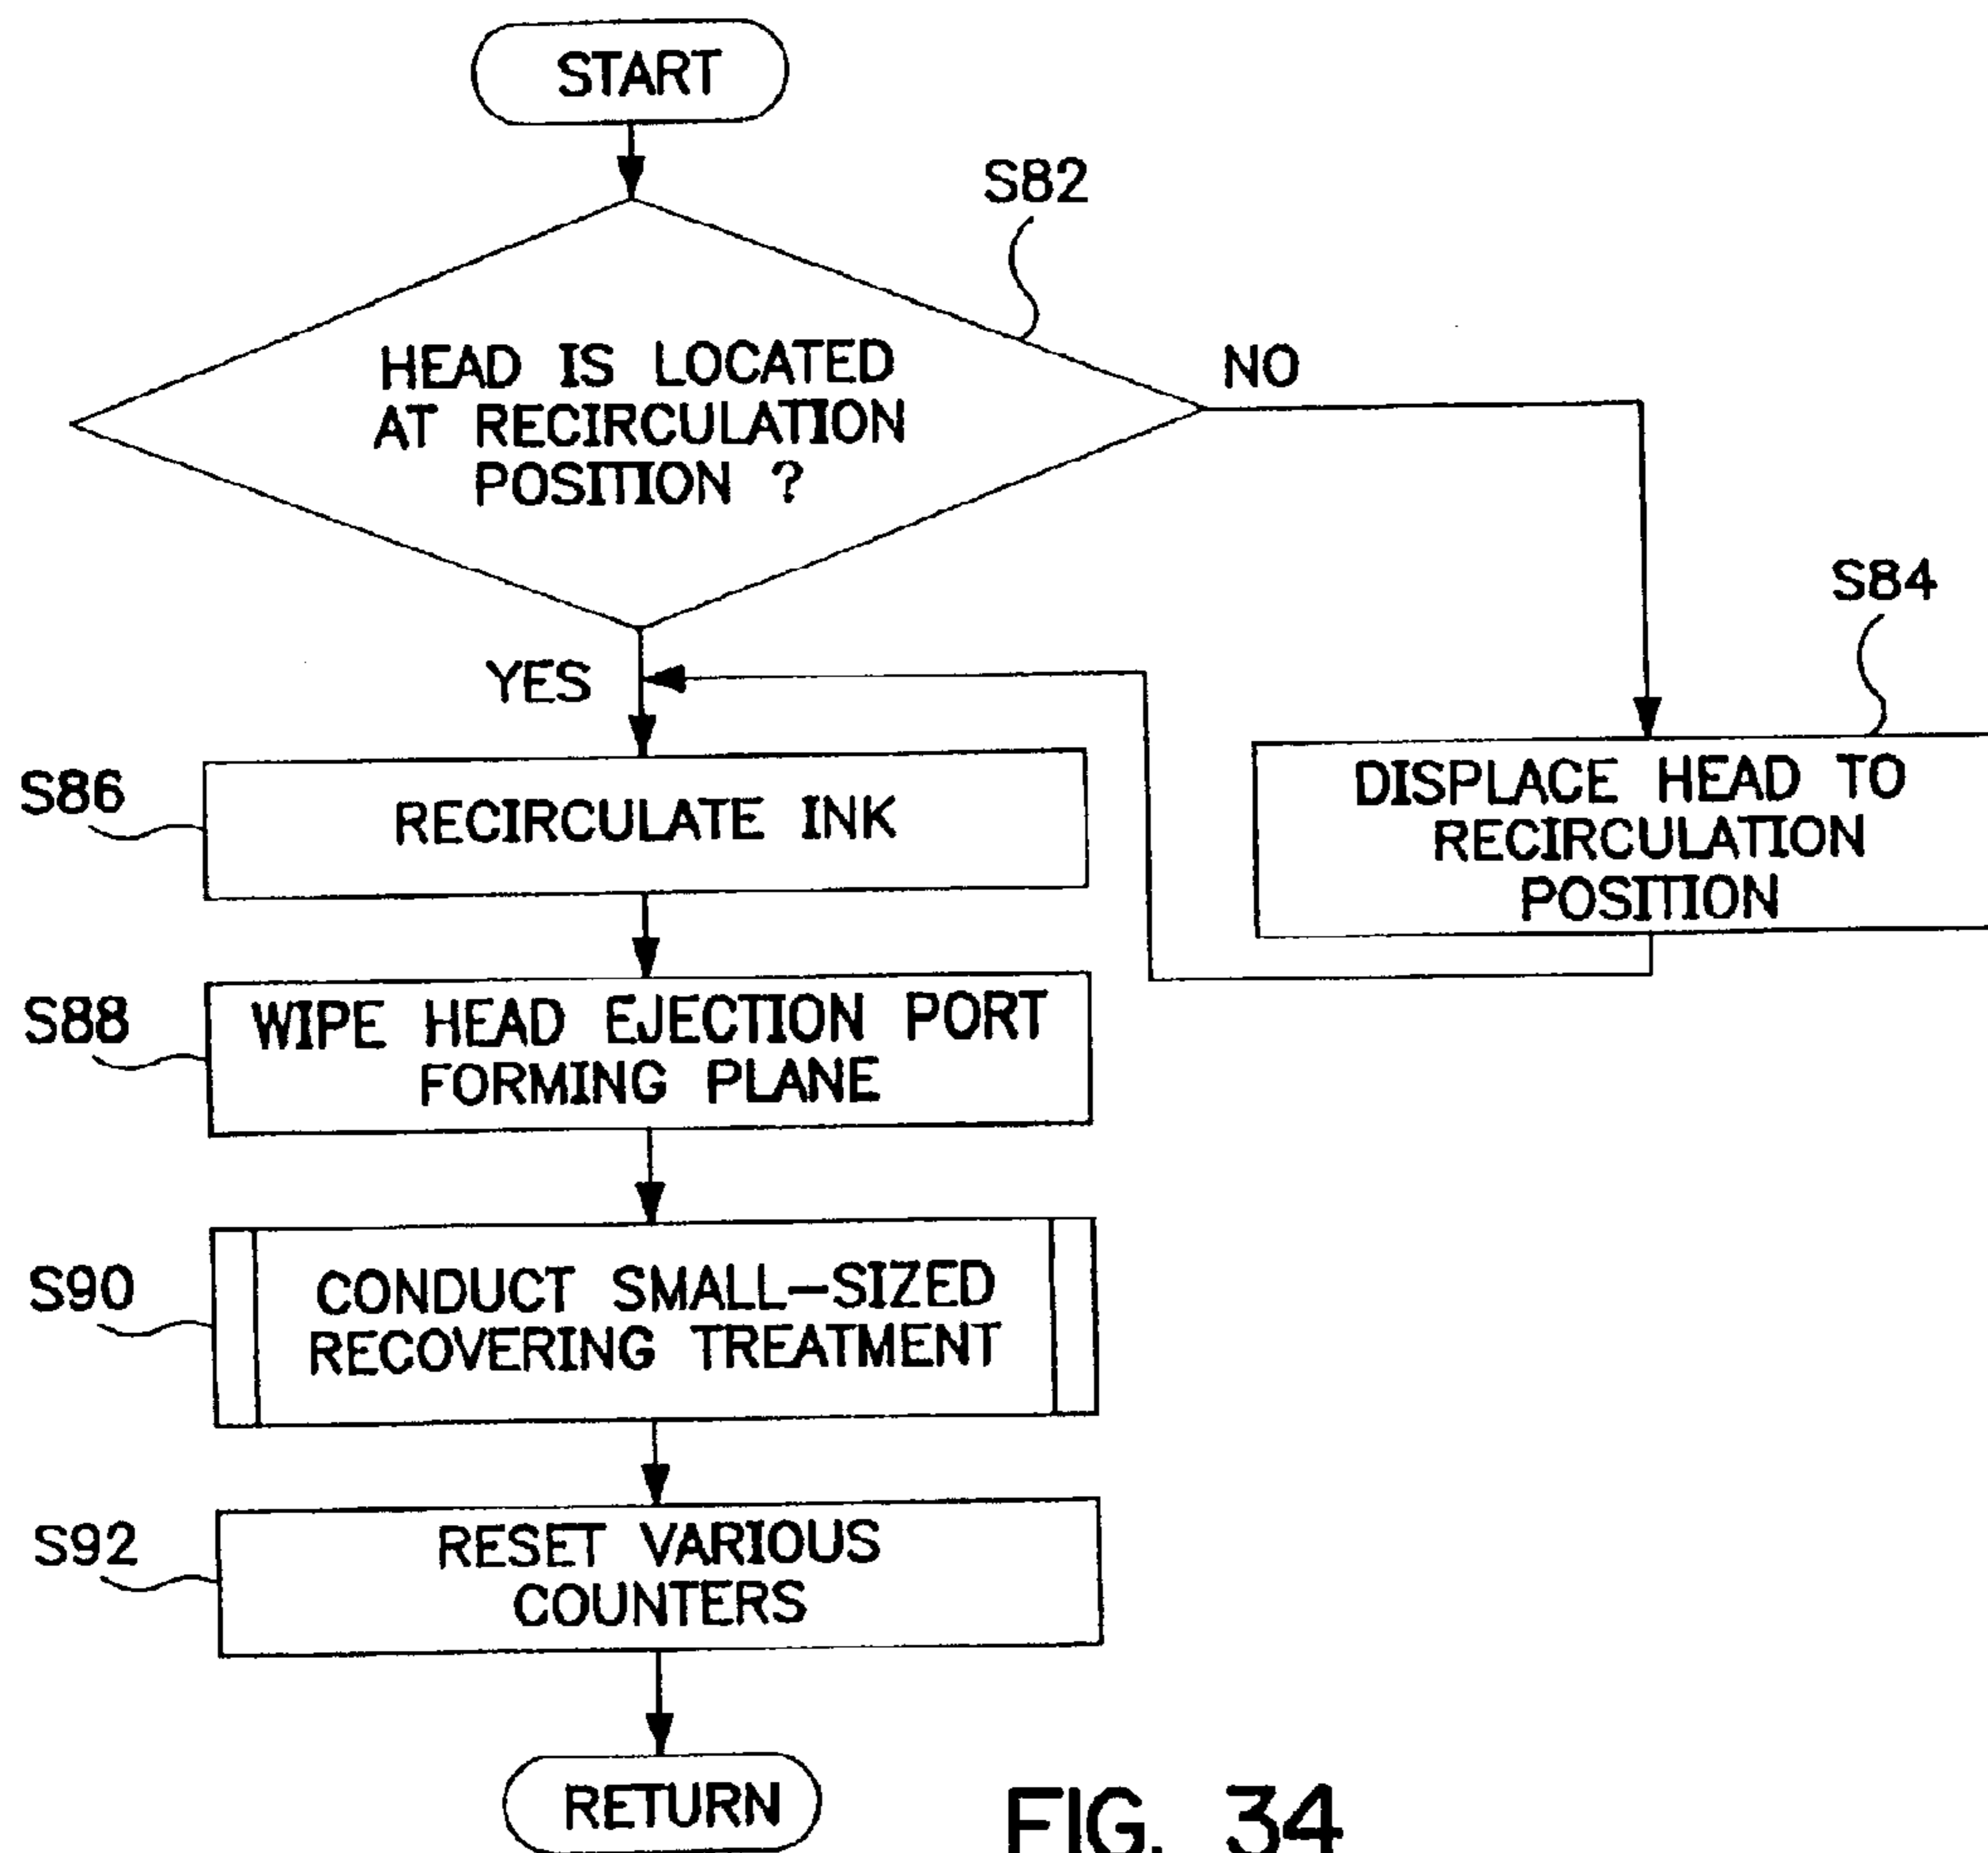 START
S82
HEAD IS LOCATED
AT RECIRCULATION
POSITION ?
NO
YES
S84
DISPLACE HEAD TO
RECIRCULATION
POSITION
S86
RECIRCULATE INK
S88
WIPE HEAD EJECTION PORT
FORMING PLANE
S90
CONDUCT SMALL-SIZED
RECOVERING TREATMENT
S92
RESET VARIOUS
COUNTERS
RETURN
FIG. 34